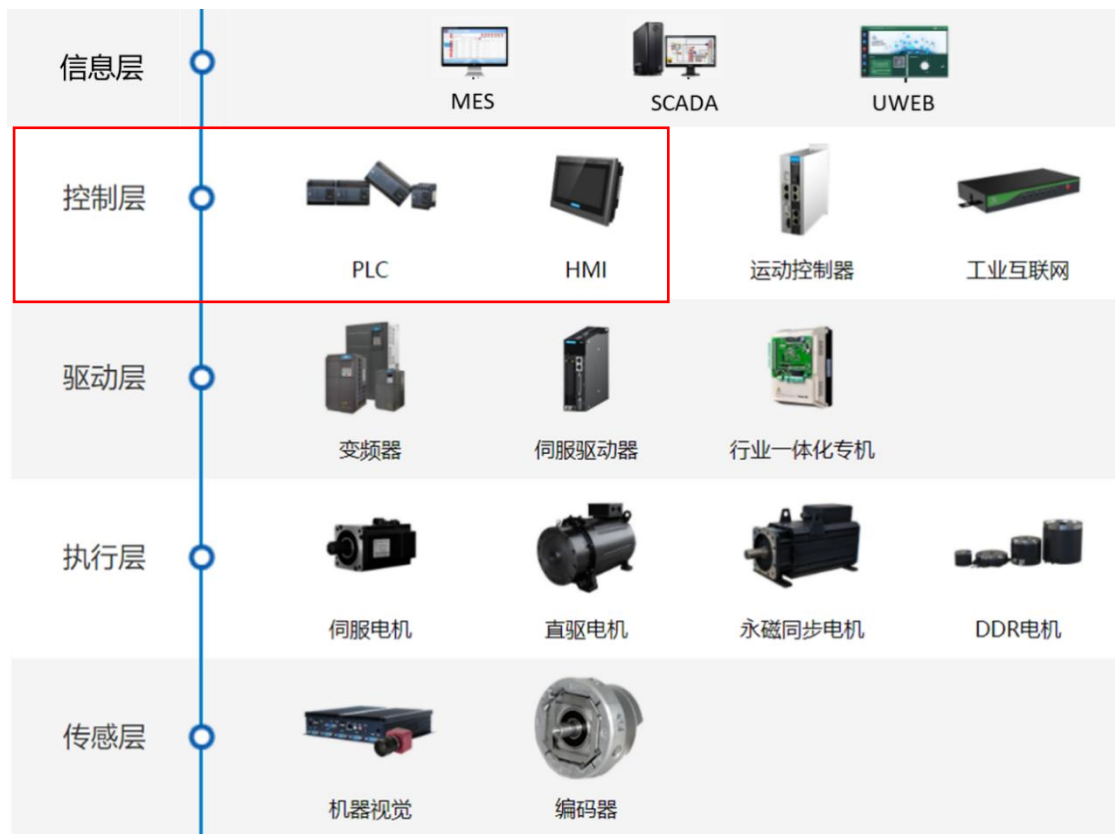 信息层
MES SCADA UWEB
控制层
PLC HMI 运动控制器 工业互联网
驱动层
变频器 伺服驱动器 行业一体化专机
执行层
伺服电机 直驱电机 永磁同步电机 DDR电机
传感层
机器视觉 编码器